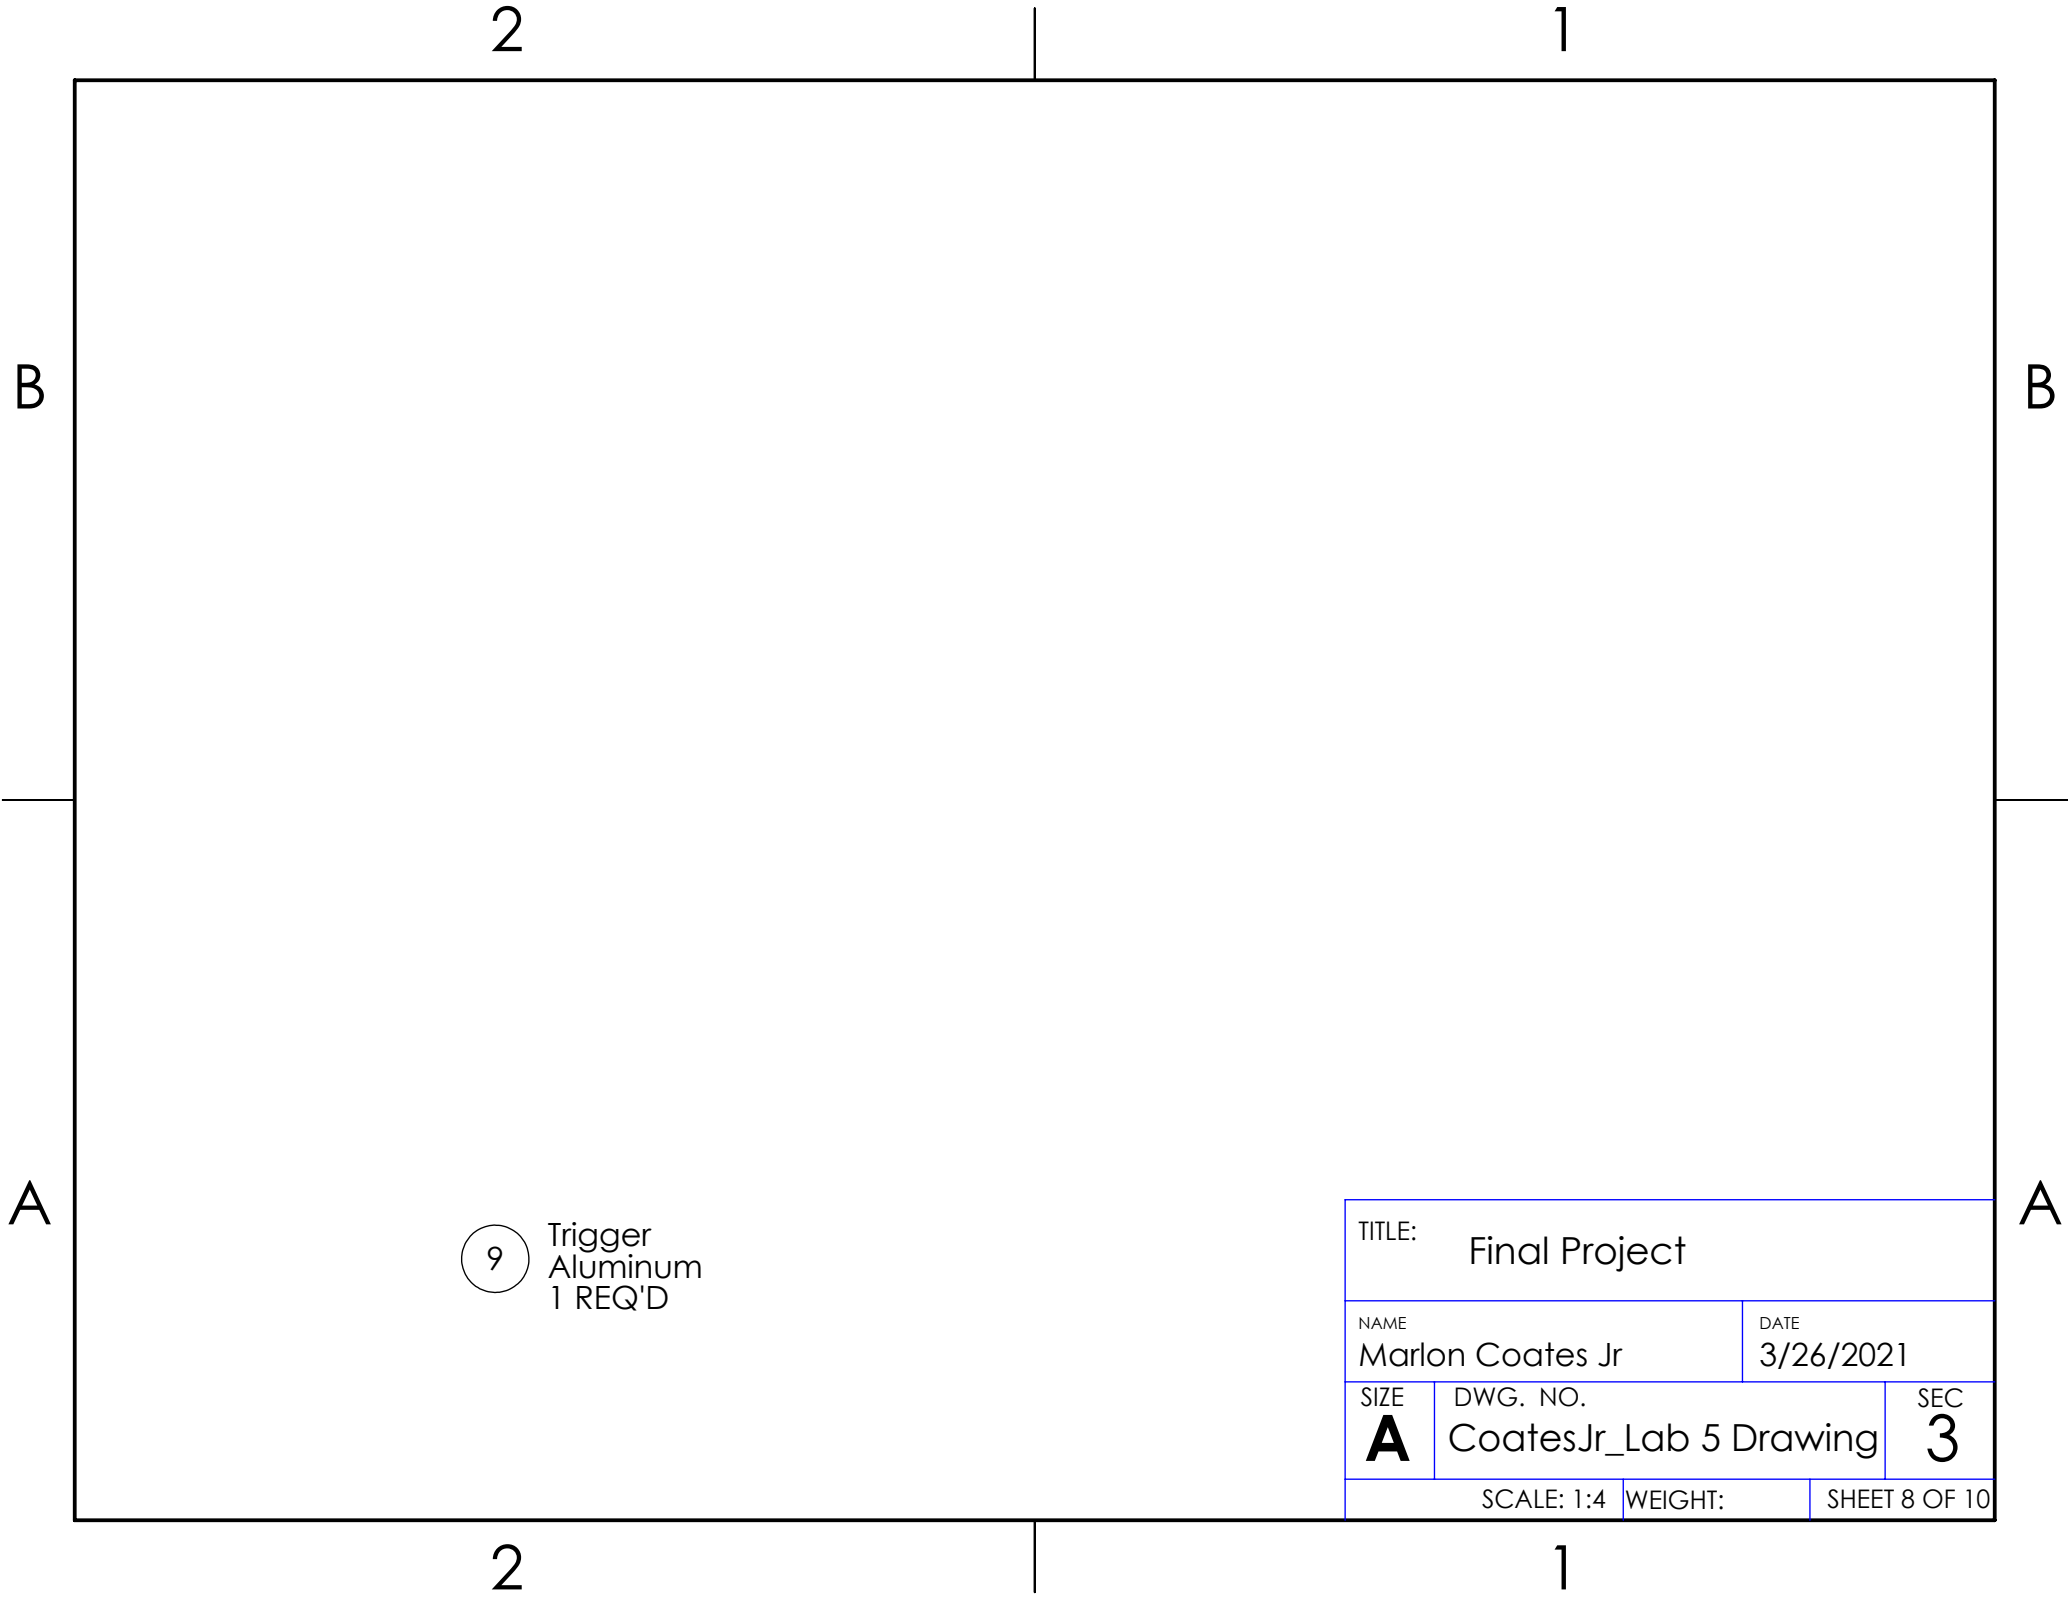 2 1
B B
A A
9 Trigger
Aluminum
1 REQ'D
TITLE: Final Project
NAME DATE
Marlon Coates Jr 3/26/2021
SIZE DWG. NO. SEC
A CoatesJr_Lab 5 Drawing 3
SCALE: 1:4 WEIGHT: SHEET 8 OF 10
2 1